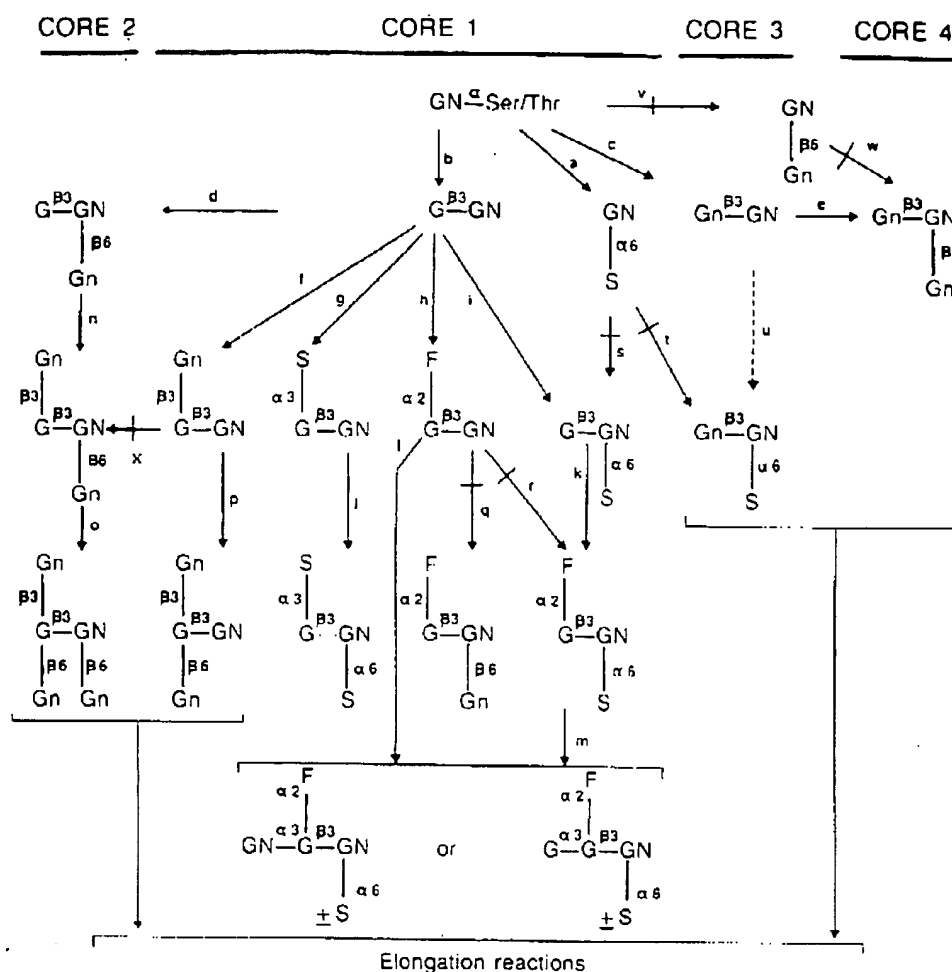 CORE 2 CORE 1 CORE 3 CORE 4
GN α Ser/Thr v GN
b a c β6 w
Gn
G β3 GN d G β3 GN GN Gn β3 GN e Gn β3 GN
β6 α6 β
Gn f g h i S Gn
n s t u
Gn Gn S F
β3 β3 α3 α2
G β3 GN x G β3 GN G β3 GN G β3 GN G β3 GN Gn β3 GN
β6 l α6 u6
Gn p j q r k S S
o
Gn Gn S F F
β3 β3 α3 α2 α2
G β3 GN G β3 GN G GN G β3 GN G β3 GN
β6 β6 β6 α6 β6 α6
Gn Gn Gn S Gn S
m
F F
α2 α2
GN α3 G β3 GN or G α3 G β3 GN
α6 α6
± S ± S
Elongation reactions